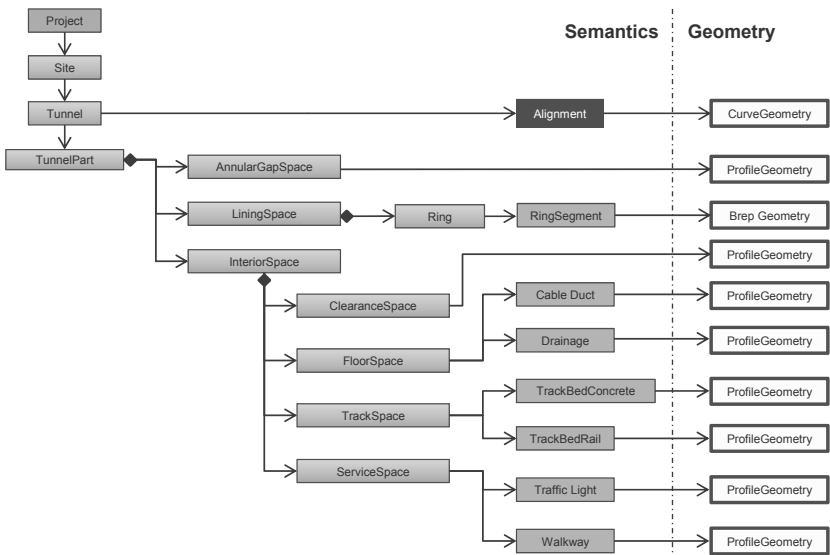 Project
Semantics
Geometry
Site
Tunnel
Alignment
CurveGeometry
TunnelPart
AnnularGapSpace
ProfileGeometry
LiningSpace
Ring
RingSegment
Brep Geometry
InteriorSpace
ProfileGeometry
ClearanceSpace
Cable Duct
ProfileGeometry
Drainage
ProfileGeometry
FloorSpace
TrackBedConcrete
ProfileGeometry
TrackSpace
TrackBedRail
ProfileGeometry
ServiceSpace
Traffic Light
ProfileGeometry
Walkway
ProfileGeometry